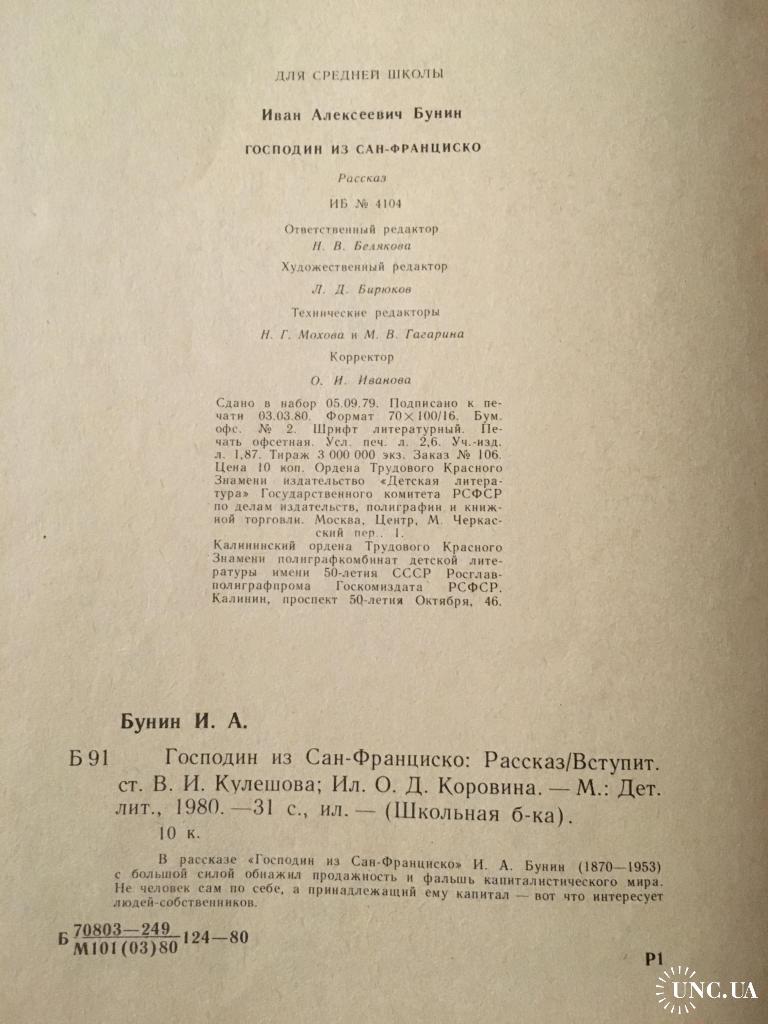 ДЛЯ СРЕДНЕЙ ШКОЛЫ
Иван Алексеевич Бунин
ГОСПОДИН ИЗ САН-ФРАНЦИСКО
Рассказ
ИБ № 4104
Ответственный редактор
Н. В. Белякова
Художественный редактор
Л. Д. Бирюков
Технические редакторы
Н. Г. Мохова и М. В. Гагарина
Корректор
О. И. Иванова
Сдано в набор 05.09.79. Подписано к пе-
чати 03.03.80. Формат 70×100/16. Бум.
офс. № 2. Шрифт литературный. Пе-
чать офсетная. Усл. печ. л. 2,6. Уч.-изд.
л. 1,87. Тираж 3 000 000 экз. Заказ № 106.
Цена 10 коп. Ордена Трудового Красного
Знамени издательство «Детская литера-
тура» Государственного комитета РСФСР
по делам издательств, полиграфии и книж-
ной торговли. Москва, Центр, М. Черкас-
ский пер., 1.
Калининский ордена Трудового Красного
Знамени полиграфкомбинат детской лите-
ратуры имени 50-летия СССР Росглав-
полиграфпрома Госкомиздата РСФСР.
Калинин, проспект 50-летия Октября, 46.
Бунин И. А.
Б 91 Господин из Сан-Франциско: Рассказ/Вступит.
ст. В. И. Кулешова; Ил. О. Д. Коровина. — М.: Дет.
лит., 1980. —31 с., ил. — (Школьная б-ка).
10 к.
В рассказе «Господин из Сан-Франциско» И. А. Бунин (1870—1953)
с большой силой обнажил продажность и фальшь капиталистического мира.
Не человек сам по себе, а принадлежащий ему капитал — вот что интересует
людей-собственников.
Б 70803—249 124—80
М101(03)80
Р1
UNC.UA